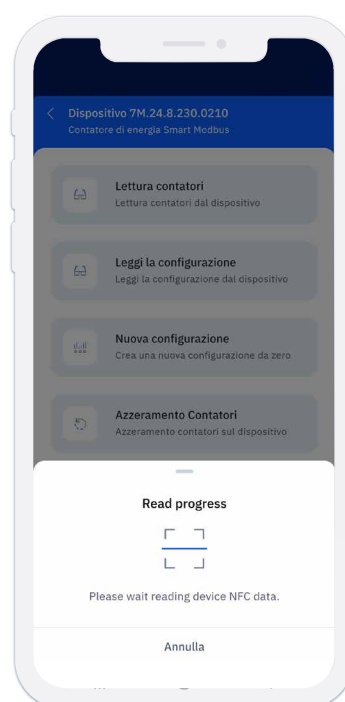 Dispositivo 7M.24.8.230.0210
Contatore di energia Smart Modbus
Lettura contatori
Lettura contatori dal dispositivo
Leggi la configurazione
Leggi la configurazione dal dispositivo
Nuova configurazione
Crea una nuova configurazione da zero
Azzeramento Contatori
Azzeramento contatori sul dispositivo
Read progress
Please wait reading device NFC data.
Annulla